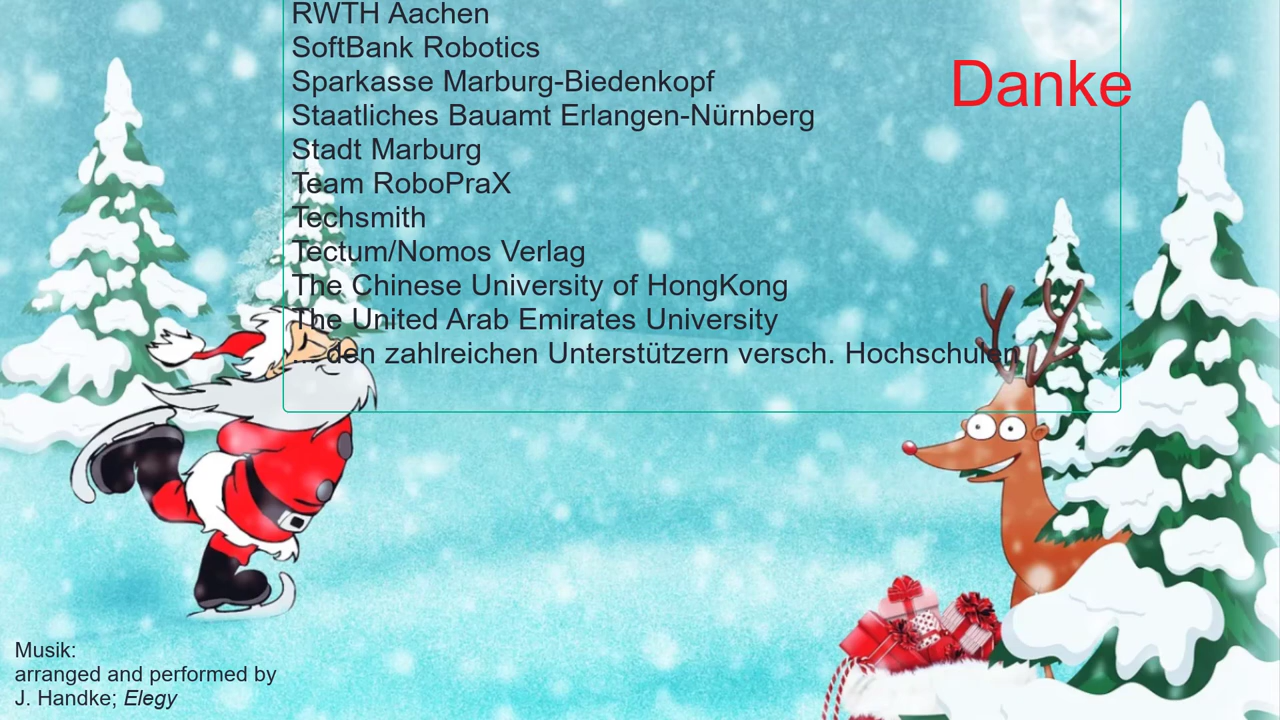 RWTH Aachen
SoftBank Robotics
Danke
Sparkasse Marburg-Biedenkopf
Staatliches Bauamt Erlangen-Nürnberg
Stadt Marburg
Team RoboPraX
Techsmith
Tectum/Nomos Verlag
The Chinese University of HongKong
The United Arab Emirates University
... den zahlreichen Unterstützern versch. Hochschulen
Musik:
arranged and performed by
J. Handke; Elegy